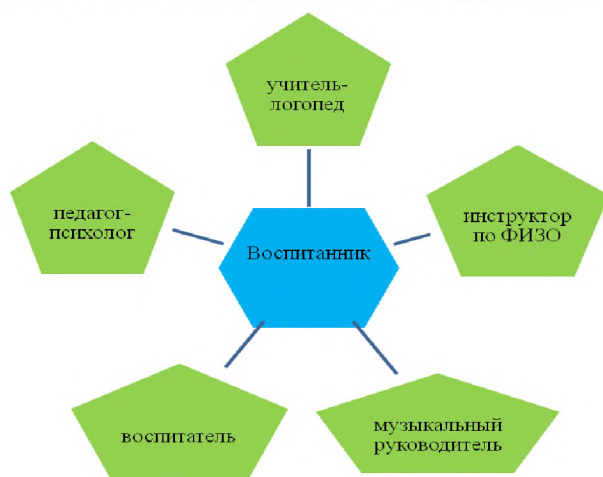 учитель-
логопед
педагог-
психолог
инструктор
по ФИЗО
Воспитанник
воспитатель
музыкальный
руководитель